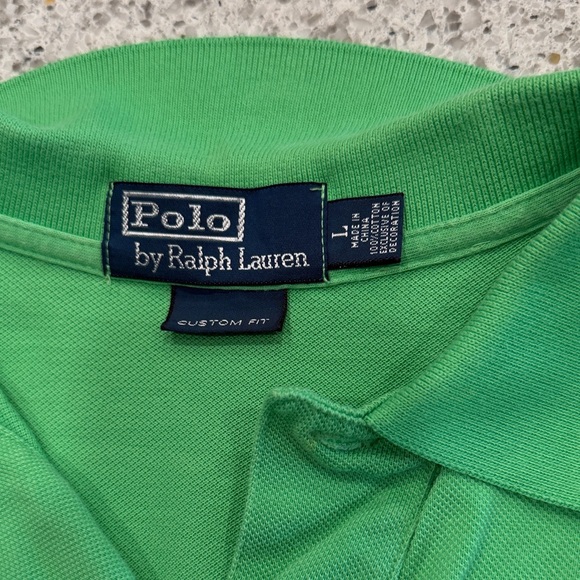 Polo
by Ralph Lauren
L
MADE IN
CHINA
100%COTTON
EXCLUSIVE OF
DECORATION
CUSTOM FIT